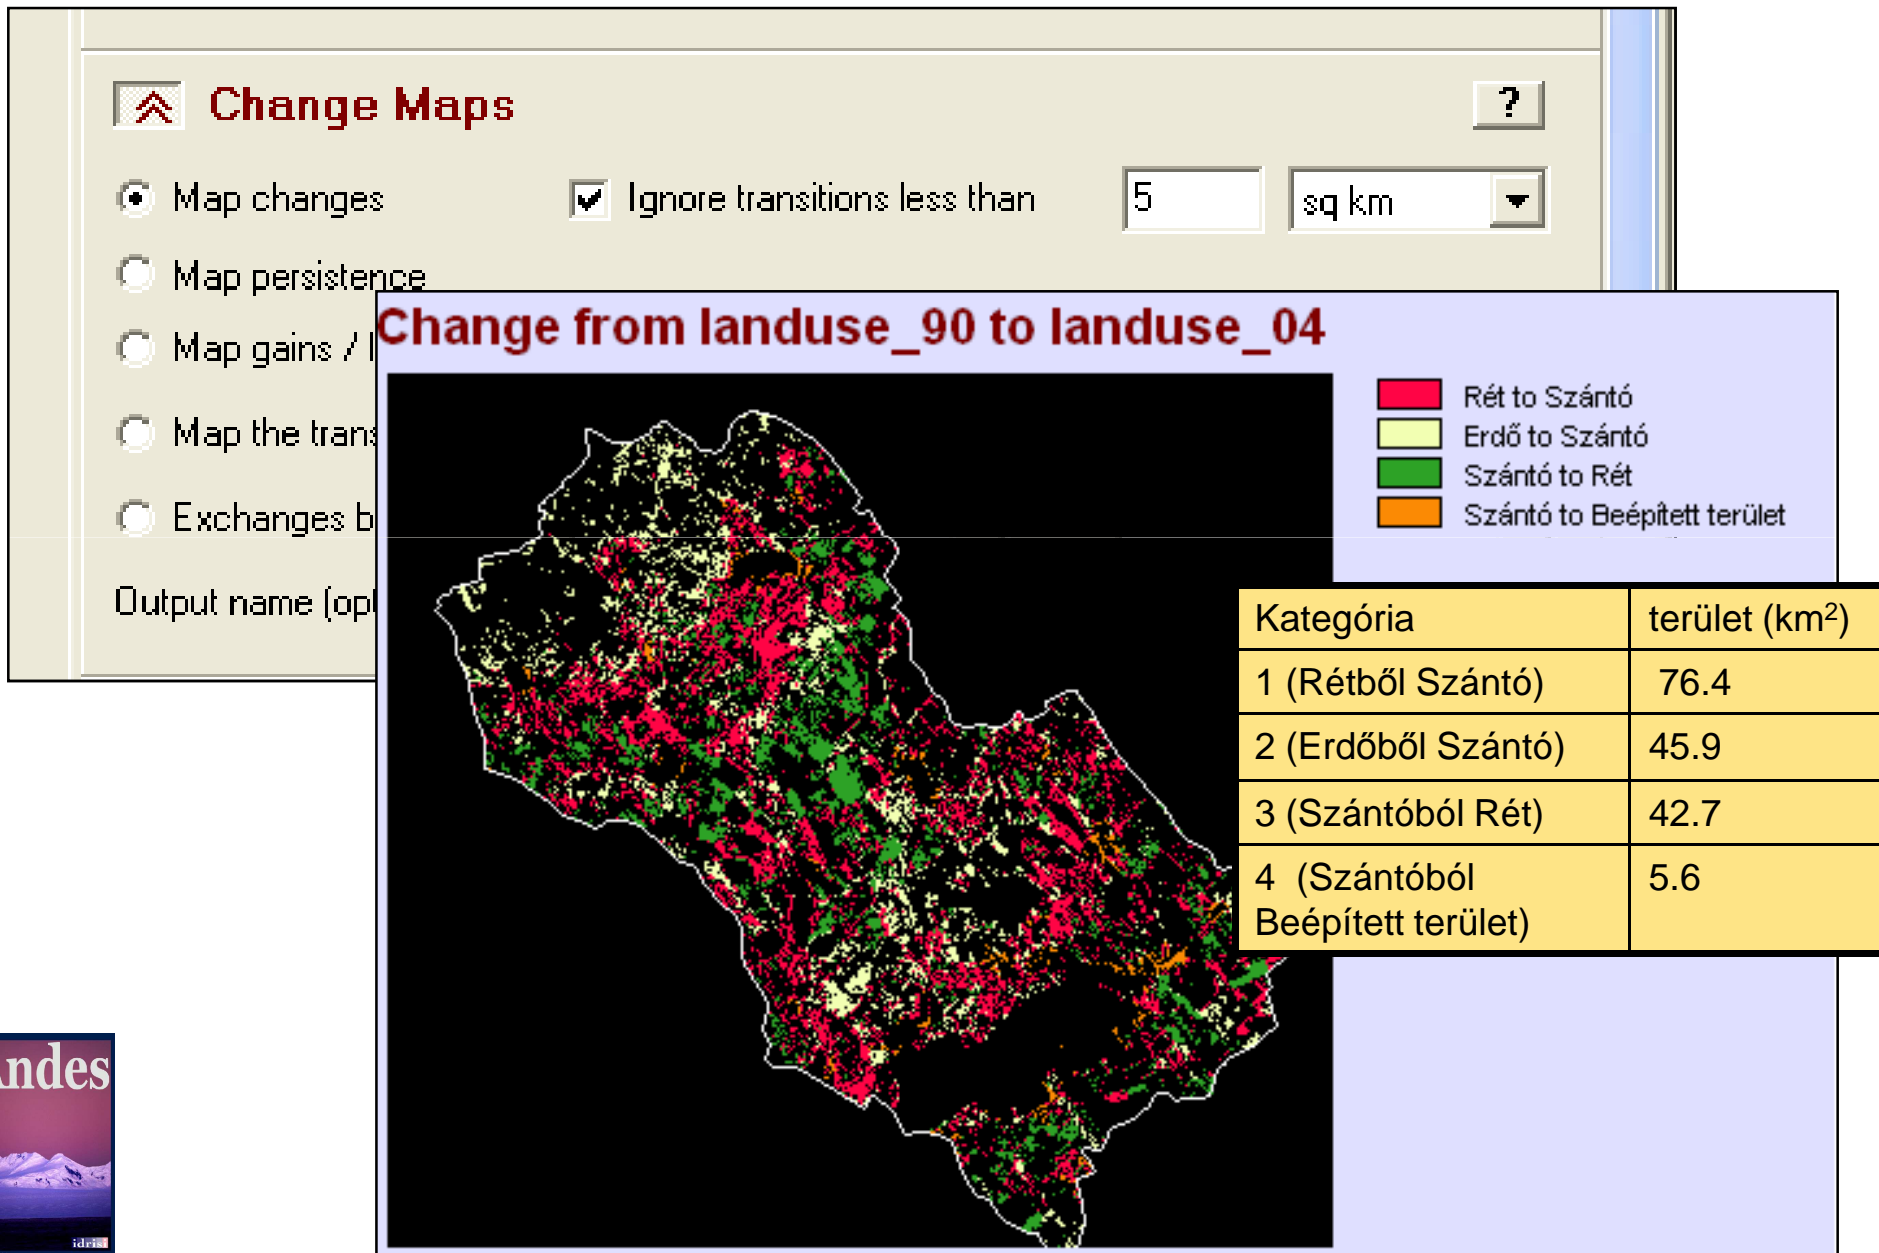 Change Maps
?
Map changes
Ignore transitions less than
5
sq km
Map persistence
Map gains / l
Map the trans
Exchanges b
Output name (opt
Change from landuse_90 to landuse_04
Rét to Szántó
Erdő to Szántó
Szántó to Rét
Szántó to Beépített terület
Kategória terület (km²)
1 (Rétből Szántó) 76.4
2 (Erdőből Szántó) 45.9
3 (Szántóból Rét) 42.7
4 (Szántóból 5.6
Beépített terület)
Andes
idrisi